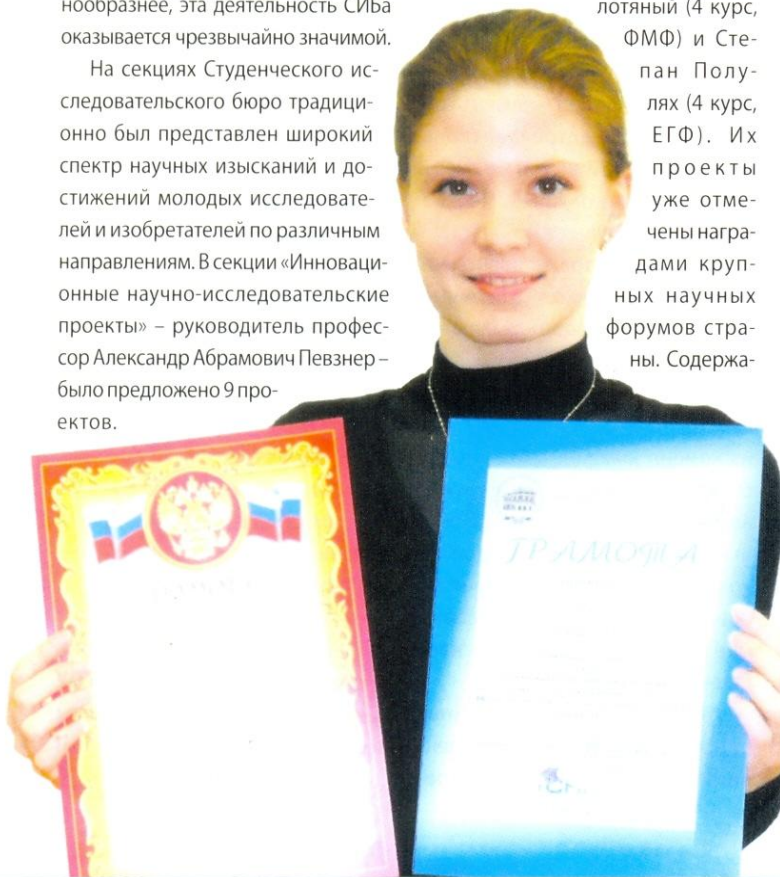 нообразнее, эта деятельность СИБа
оказывается чрезвычайно значимой.
На секциях Студенческого ис-
следовательского бюро традици-
онно был представлен широкий
спектр научных изысканий и до-
стижений молодых исследовате-
лей и изобретателей по различным
направлениям. В секции «Инноваци-
онные научно-исследовательские
проекты» – руководитель профес-
сор Александр Абрамович Певзнер –
было предложено 9 про-
ектов.
лотяный (4 курс,
ФМФ) и Сте-
пан Полу-
лях (4 курс,
ЕГФ). Их
проекты
уже отме-
чены награ-
дами круп-
ных научных
форумов стра-
ны. Содержа-
ГРАМОТА